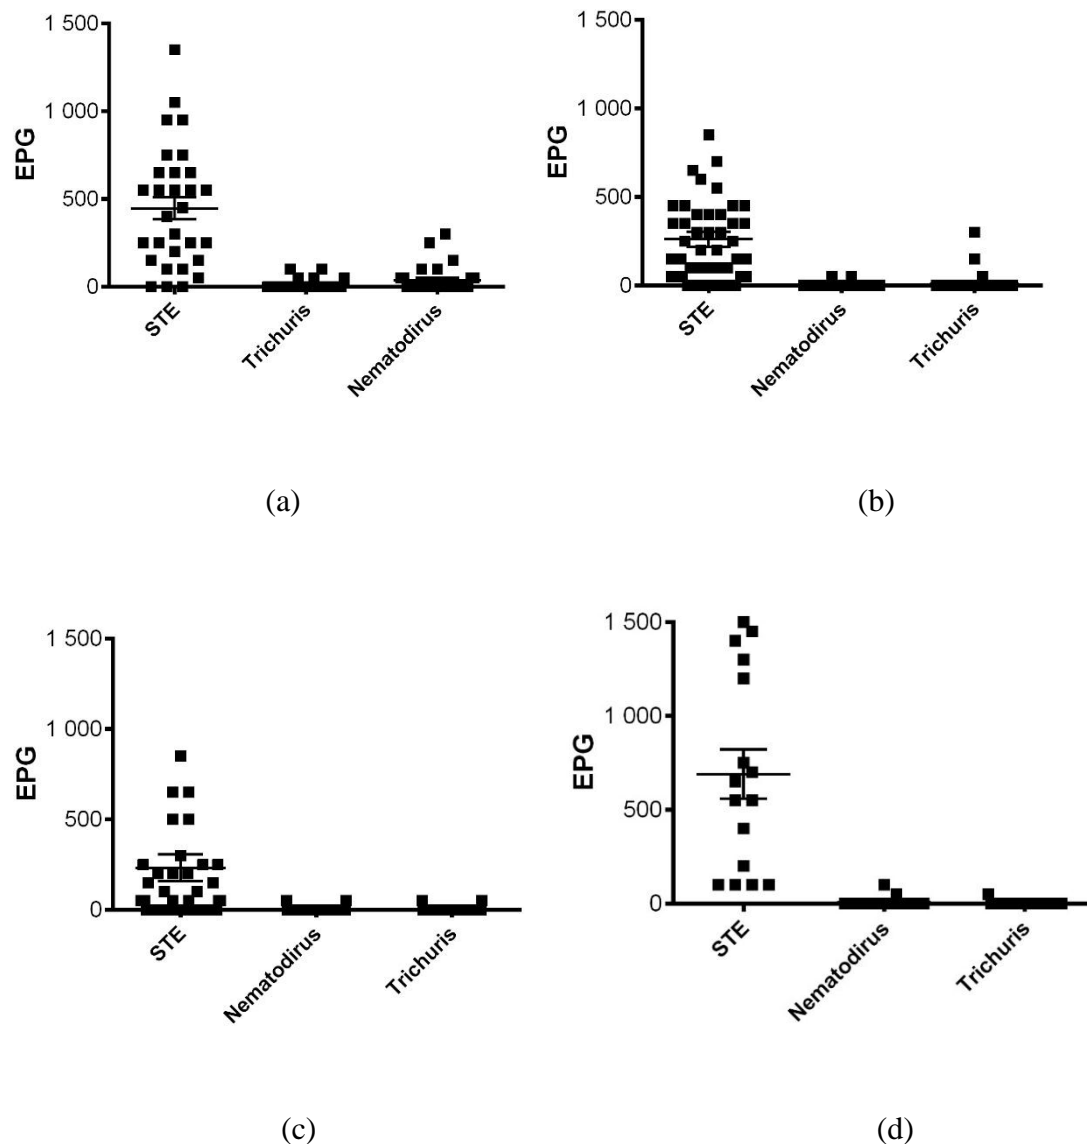 1 500
1 000
500
0
EPG
STE
Trichuris
Nematodirus
(a)
1 500
1 000
500
0
EPG
STE
Nematodirus
Trichuris
(b)
1 500
1 000
500
0
EPG
STE
Nematodirus
Trichuris
(c)
1 500
1 000
500
0
EPG
STE
Nematodirus
Trichuris
(d)